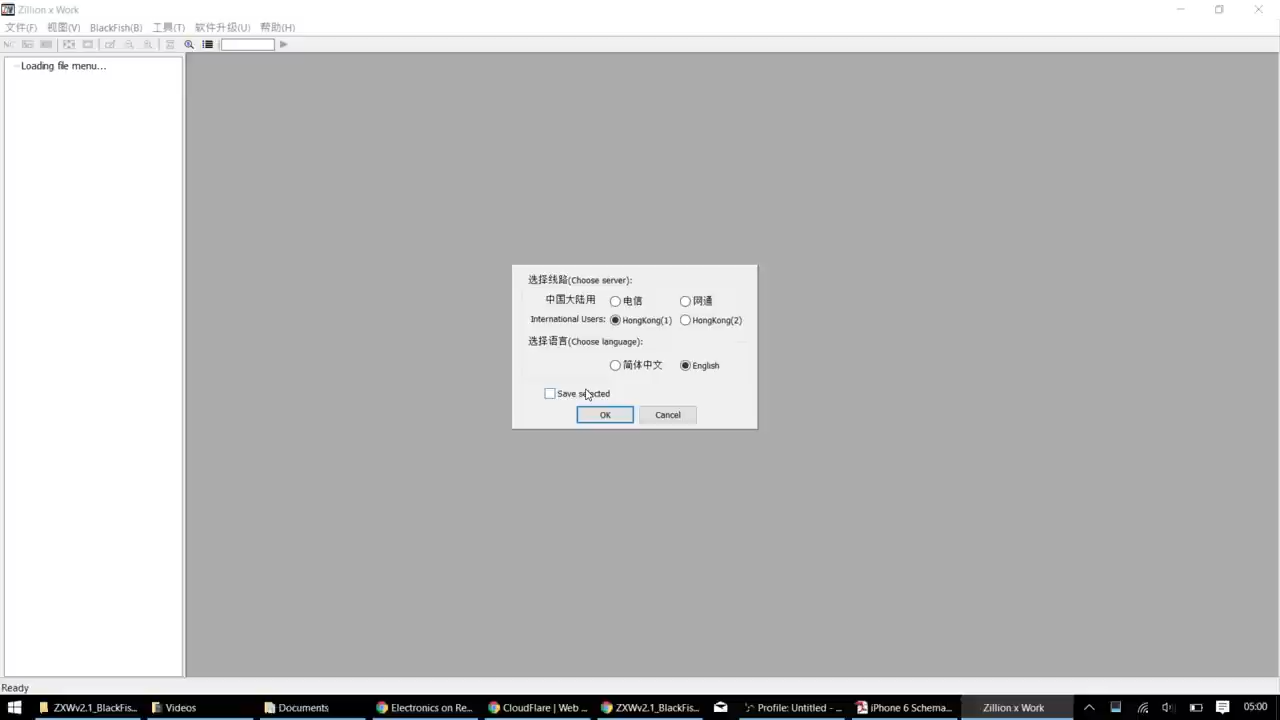 Zillion x Work
文件(F) 视图(V) BlackFish(B) 工具(T) 软件升级(U) 帮助(H)
Loading file menu...
选择线路(Choose server):
中国大陆用 电信 网通
International Users: HongKong(1) HongKong(2)
选择语言(Choose language):
简体中文 English
Save selected
OK Cancel
Ready
ZXWv2.1_BlackFis... Videos Documents Electronics on Re... CloudFlare | Web ... ZXWv2.1_BlackFis... Profile: Untitled - ... iPhone 6 Schema... Zillion x Work 05:00